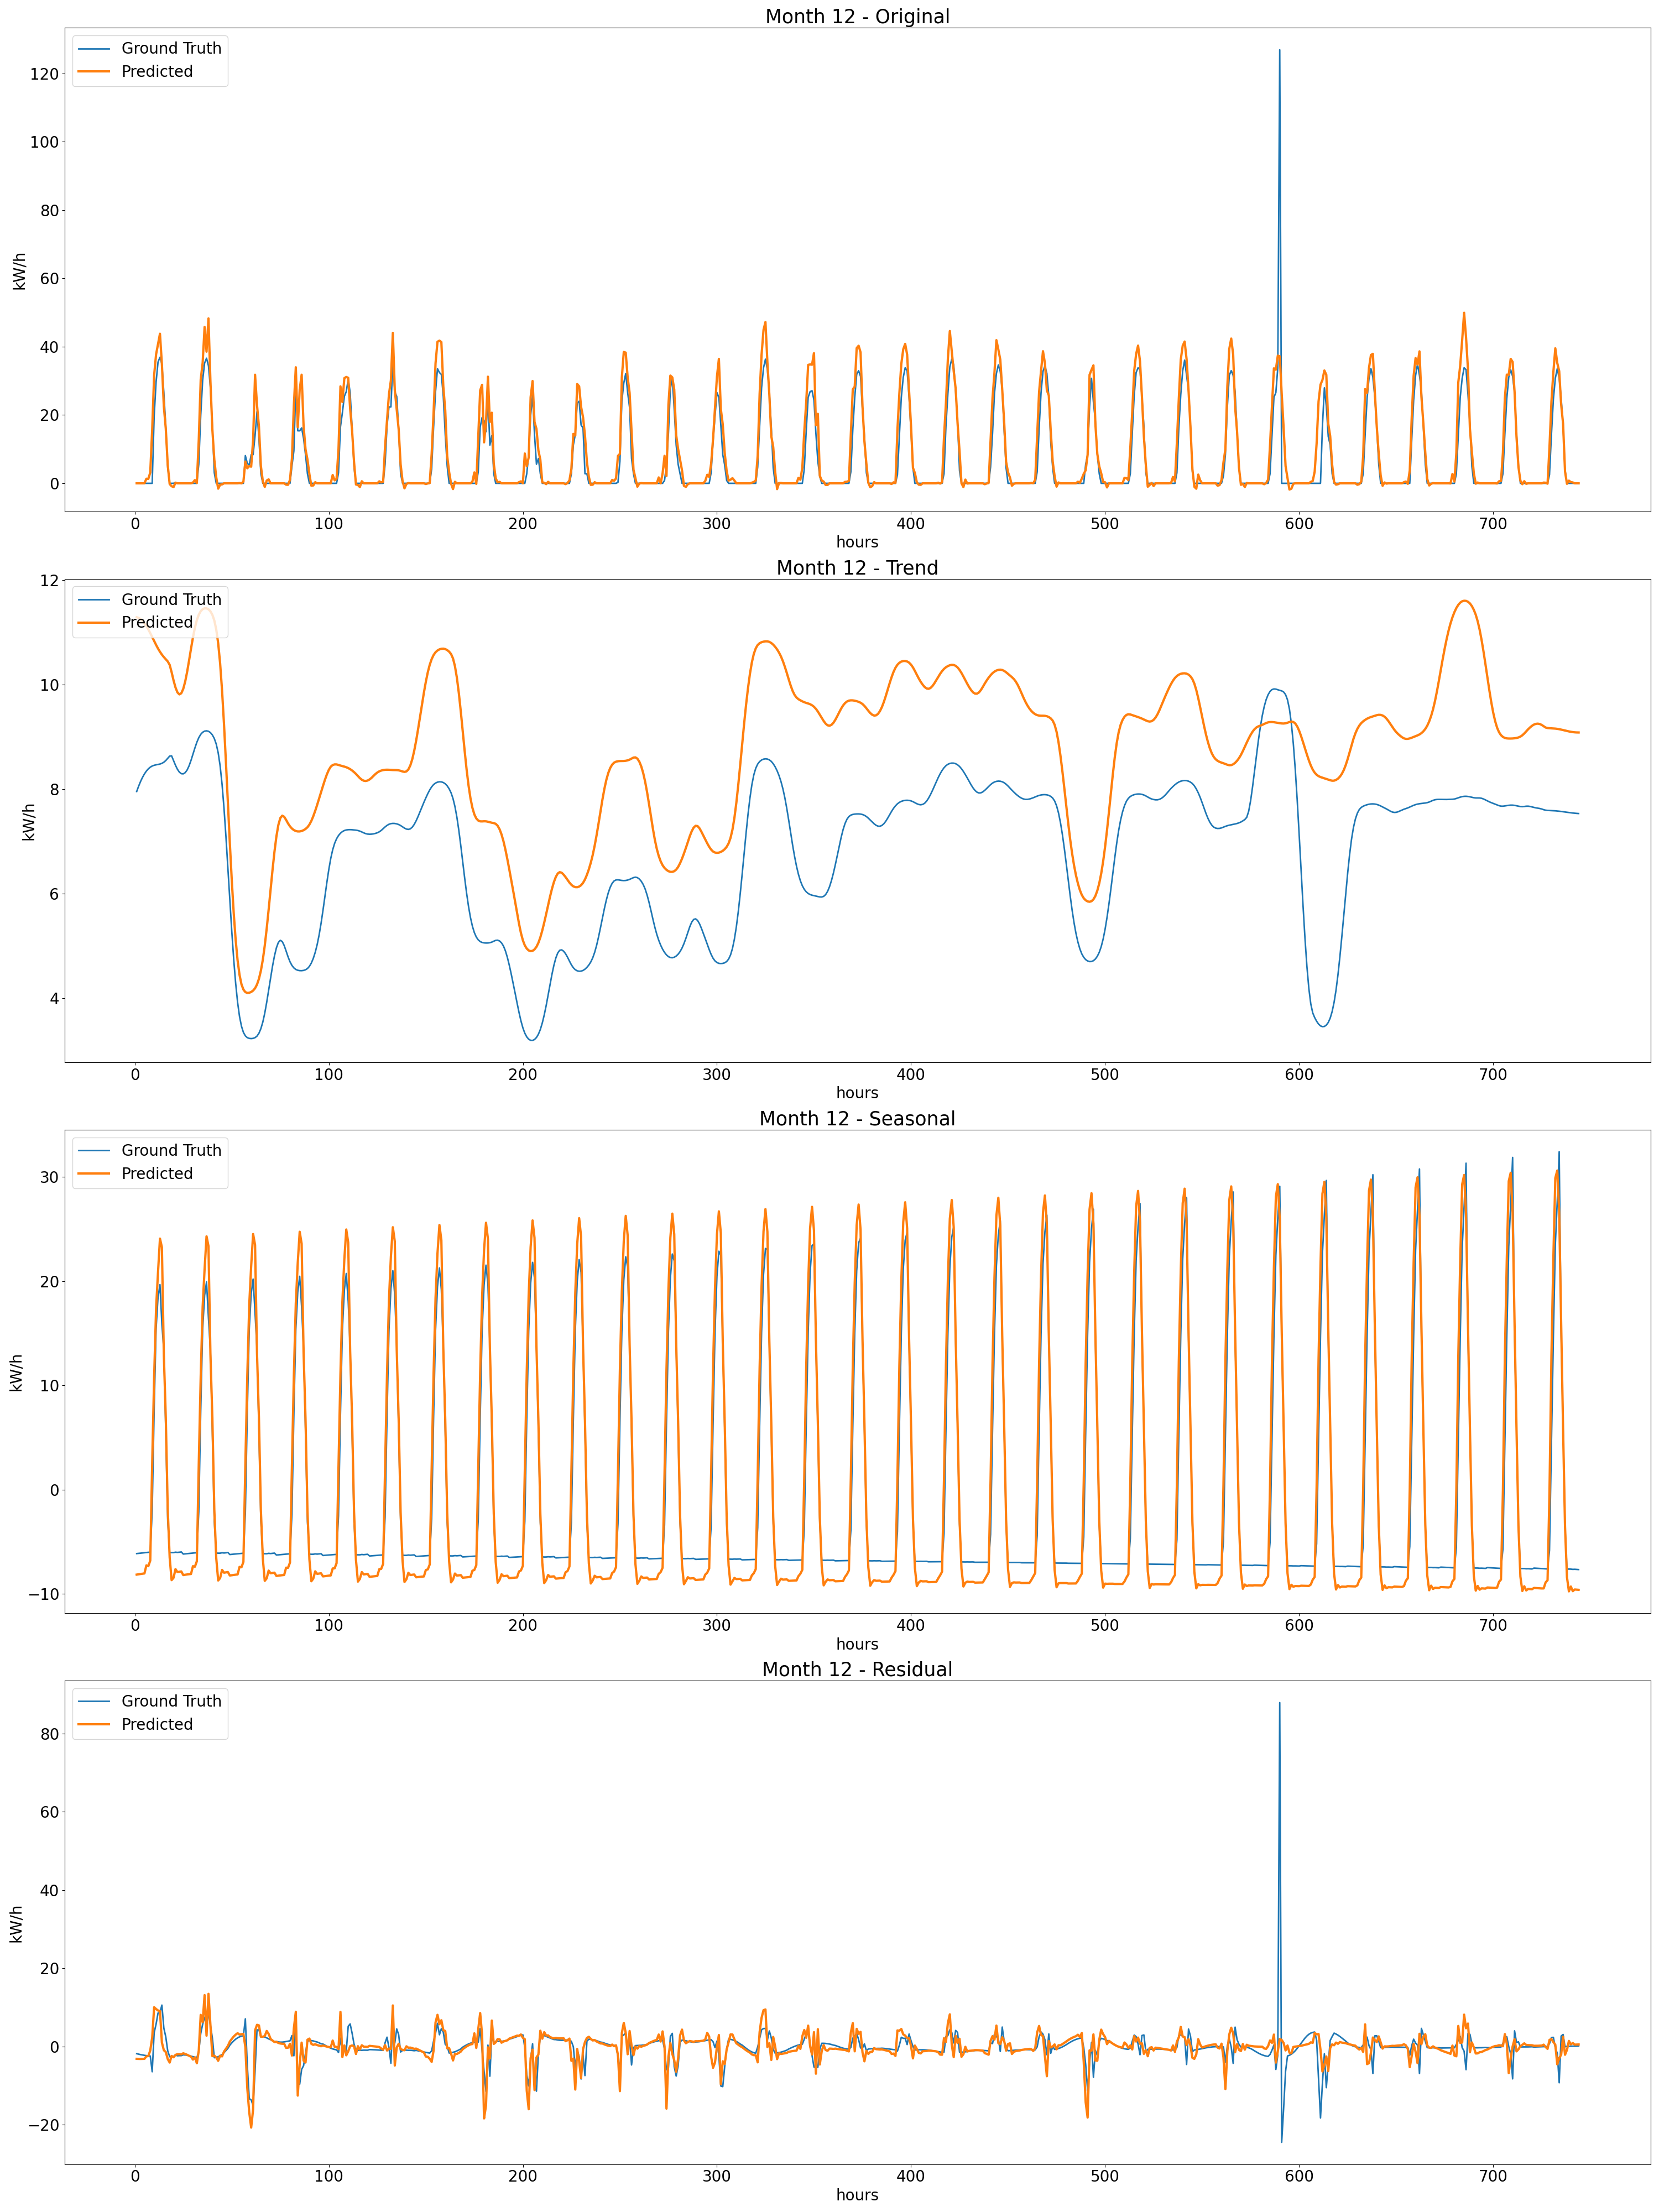 Month 12 - Original
Ground Truth
Predicted
120
100
80
60
40
20
0
kW/h
0 100 200 300 400 500 600 700
hours
Month 12 - Trend
Ground Truth
Predicted
12
10
8
6
4
kW/h
0 100 200 300 400 500 600 700
hours
Month 12 - Seasonal
Ground Truth
Predicted
30
20
10
0
−10
kW/h
0 100 200 300 400 500 600 700
hours
Month 12 - Residual
Ground Truth
Predicted
80
60
40
20
0
−20
kW/h
0 100 200 300 400 500 600 700
hours